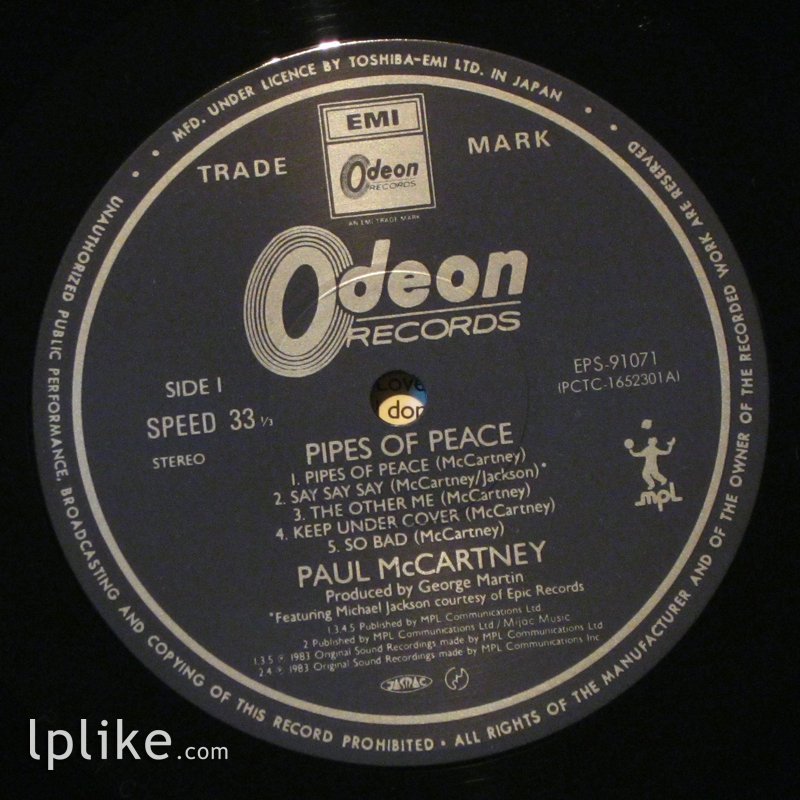 MFD. UNDER LICENCE BY TOSHIBA-EMI LTD. IN JAPAN
TRADE MARK
EMI
Odeon
RECORDS
AN EMI TRADE MARK
Odeon
RECORDS
SIDE 1
SPEED 33 1/3
STEREO
EPS-91071
(PCTC-1652301A)
Cove
dor
PIPES OF PEACE
1. PIPES OF PEACE (McCartney)
2. SAY SAY SAY (McCartney/Jackson)*
3. THE OTHER ME (McCartney)
4. KEEP UNDER COVER (McCartney)
5. SO BAD (McCartney)
mpl
PAUL McCARTNEY
Produced by George Martin
*Featuring Michael Jackson courtesy of Epic Records
1.3.4.5 Published by MPL Communications Ltd
2 Published by MPL Communications Ltd / Mijac Music
1.3.5 ℗ 1983 Original Sound Recordings made by MPL Communications Ltd
2.4 ℗ 1983 Original Sound Recordings made by MPL Communications Inc
JASRAC
UNAUTHORIZED PUBLIC PERFORMANCE, BROADCASTING AND COPYING OF THIS RECORD PROHIBITED • ALL RIGHTS OF THE MANUFACTURER AND OF THE OWNER OF THE RECORDED WORK ARE RESERVED
lplike.com